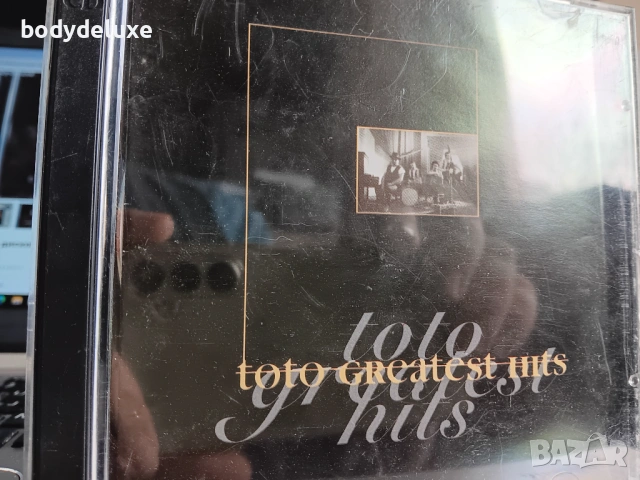 bodydeluxe
toto
toto Greatest Hits
greatest
hits
BAZAR